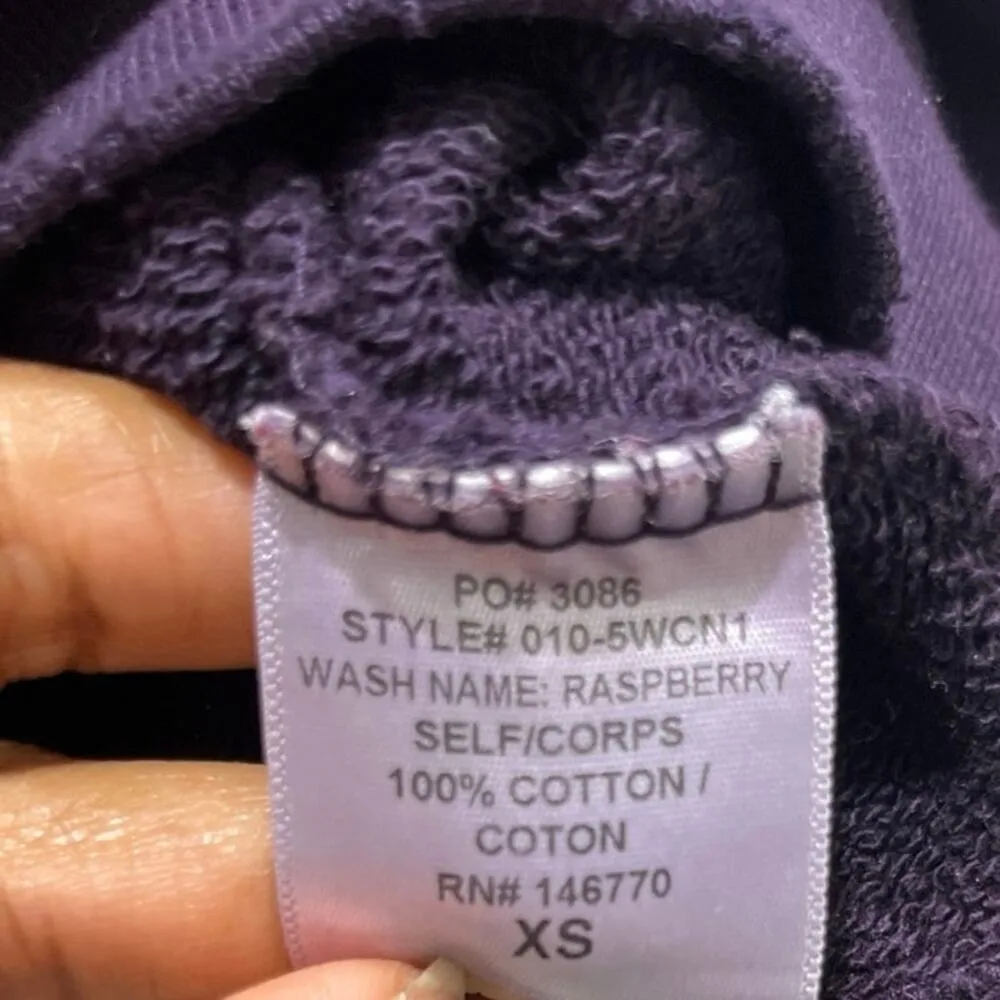 PO# 3086
STYLE# 010-5WCN1
WASH NAME: RASPBERRY
SELF/CORPS
100% COTTON /
COTON
RN# 146770
XS